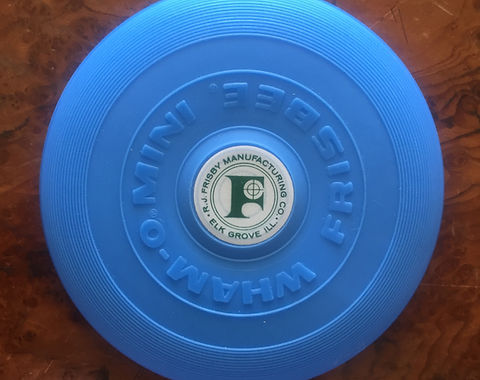 WHAM-O® MINI
FRISBEE®
R.J. FRISBY MANUFACTURING CO.
F
• ELK GROVE, ILL. •